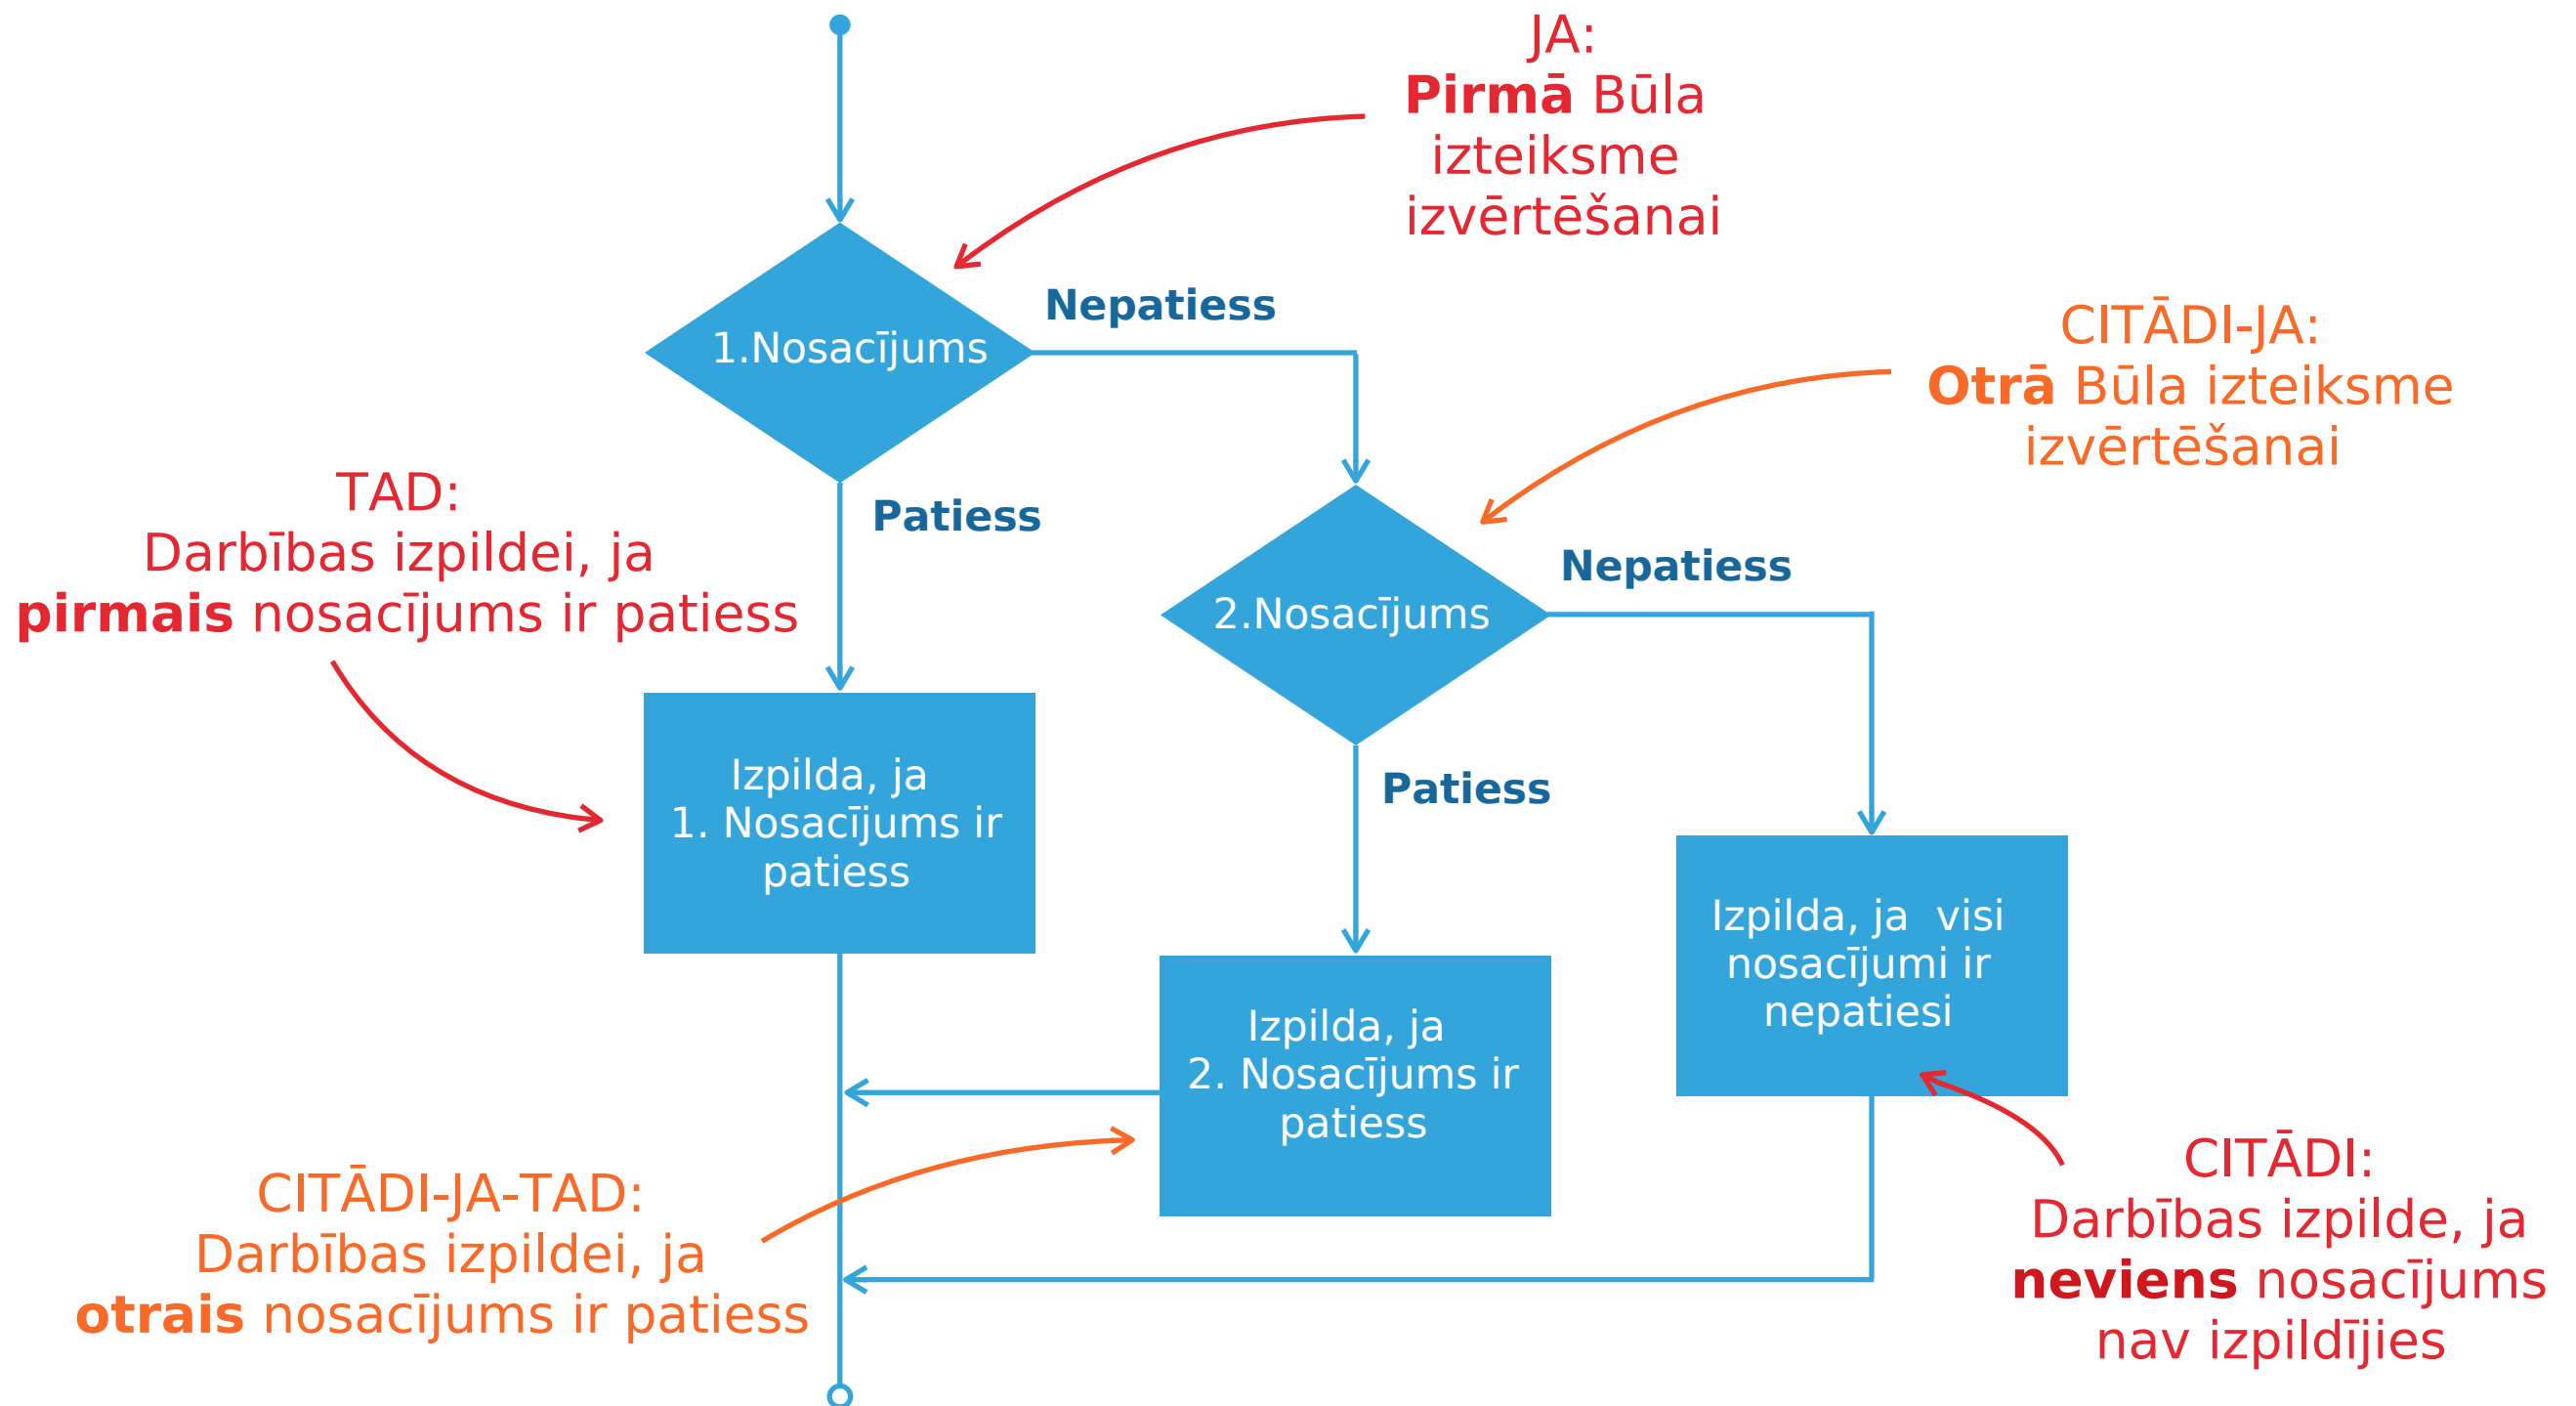 JA:
Pirmā Būla
izteiksme
izvērtēšanai
1.Nosacījums
Nepatiess
CITĀDI-JA:
Otrā Būla izteiksme
izvērtēšanai
TAD:
Darbības izpildei, ja
pirmais nosacījums ir patiess
Patiess
2.Nosacījums
Nepatiess
Izpilda, ja
1. Nosacījums ir
patiess
Patiess
Izpilda, ja  visi
nosacījumi ir
nepatiesi
Izpilda, ja
2. Nosacījums ir
patiess
CITĀDI-JA-TAD:
Darbības izpildei, ja
otrais nosacījums ir patiess
CITĀDI:
Darbības izpilde, ja
neviens nosacījums
nav izpildījies